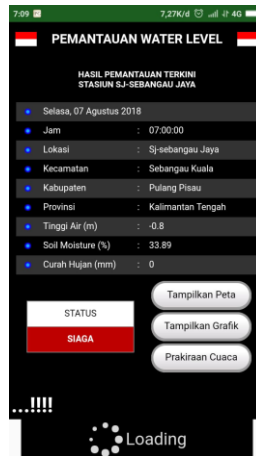 7:09 7,27K/d 4G
PEMANTAUAN WATER LEVEL
HASIL PEMANTAUAN TERKINI
STASIUN SJ-SEBANGAU JAYA
Selasa, 07 Agustus 2018
Jam : 07:00:00
Lokasi : Sj-sebangau Jaya
Kecamatan : Sebangau Kuala
Kabupaten : Pulang Pisau
Provinsi : Kalimantan Tengah
Tinggi Air (m) : -0.8
Soil Moisture (%) : 33.89
Curah Hujan (mm) : 0
STATUS
SIAGA
Tampilkan Peta
Tampilkan Grafik
Prakiraan Cuaca
...!!!!
Loading